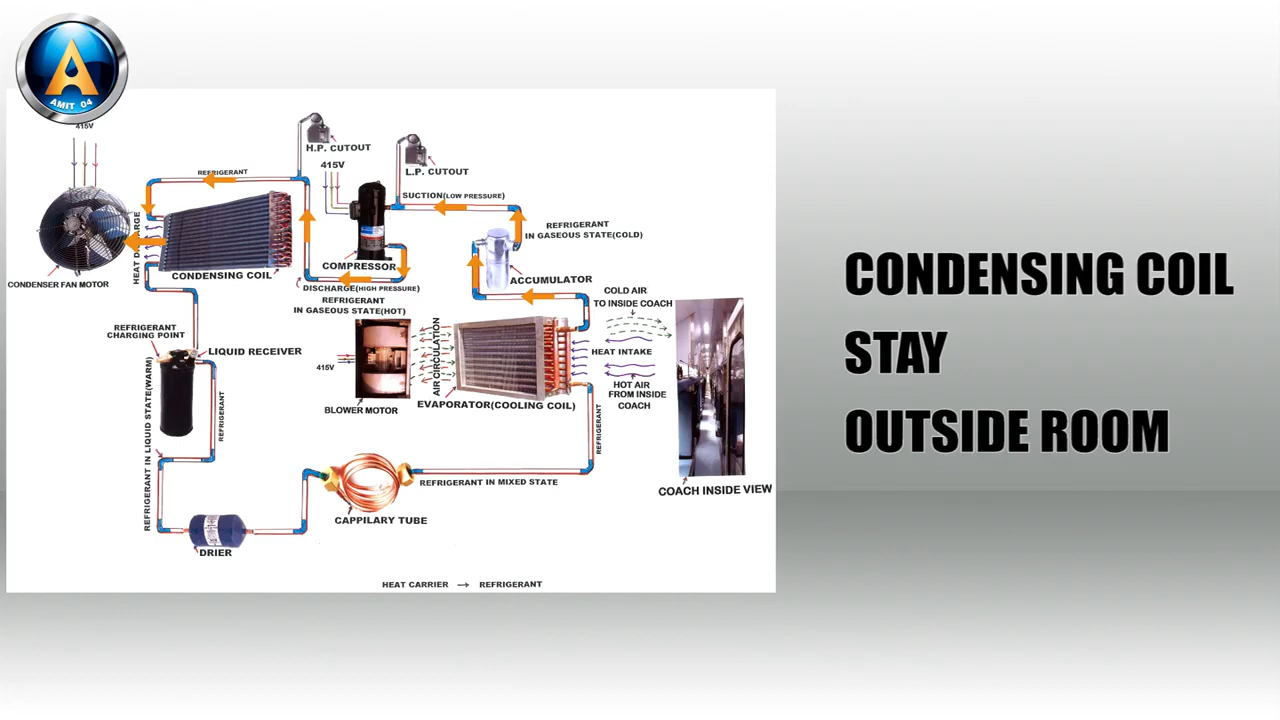 A
AMIT 04
415V
H.P. CUTOUT
415V
L.P. CUTOUT
REFRIGERANT
SUCTION(LOW PRESSURE)
HEAT DISCHARGE
REFRIGERANT
IN GASEOUS STATE(COLD)
CONDENSER FAN MOTOR
CONDENSING COIL
COMPRESSOR
ACCUMULATOR
DISCHARGE(HIGH PRESSURE)
REFRIGERANT
IN GASEOUS STATE(HOT)
COLD AIR
TO INSIDE COACH
REFRIGERANT
CHARGING POINT
LIQUID RECEIVER
415V
AIR CIRCULATION
HEAT INTAKE
HOT AIR
FROM INSIDE
COACH
BLOWER MOTOR
EVAPORATOR(COOLING COIL)
REFRIGERANT IN LIQUID STATE(WARM)
REFRIGERANT
REFRIGERANT
REFRIGERANT IN MIXED STATE
COACH INSIDE VIEW
CAPPILARY TUBE
DRIER
HEAT CARRIER → REFRIGERANT
CONDENSING COIL
STAY
OUTSIDE ROOM